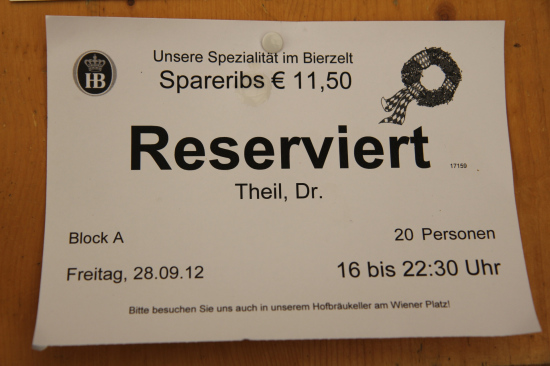 HB
Unsere Spezialität im Bierzelt
Spareribs € 11,50
Reserviert
17159
Theil, Dr.
Block A
20 Personen
Freitag, 28.09.12
16 bis 22:30 Uhr
Bitte besuchen Sie uns auch in unserem Hofbräukeller am Wiener Platz!